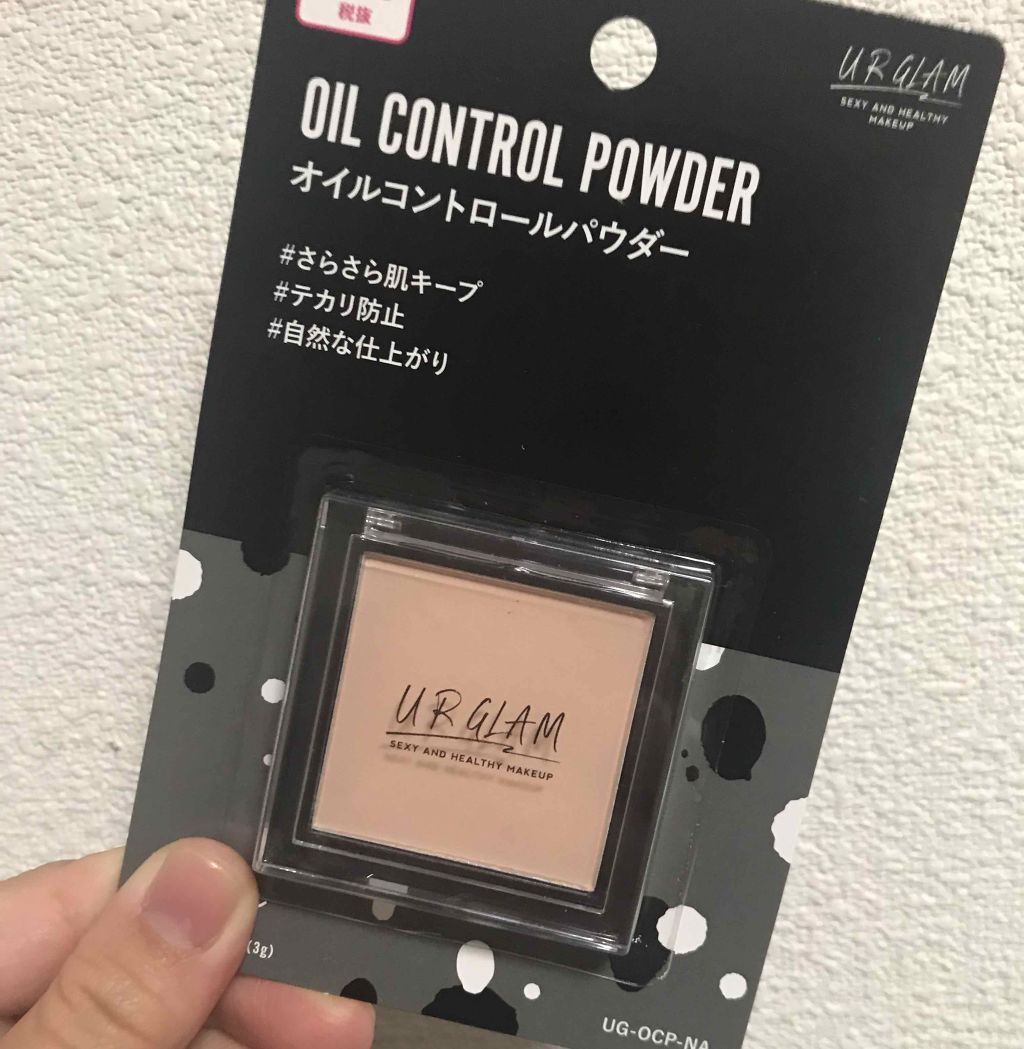 税抜
UR GLAM
SEXY AND HEALTHY
MAKEUP
OIL CONTROL POWDER
オイルコントロールパウダー
#さらさら肌キープ
#テカリ防止
#自然な仕上がり
UR GLAM
SEXY AND HEALTHY MAKEUP
(3g)
UG-OCP-NA